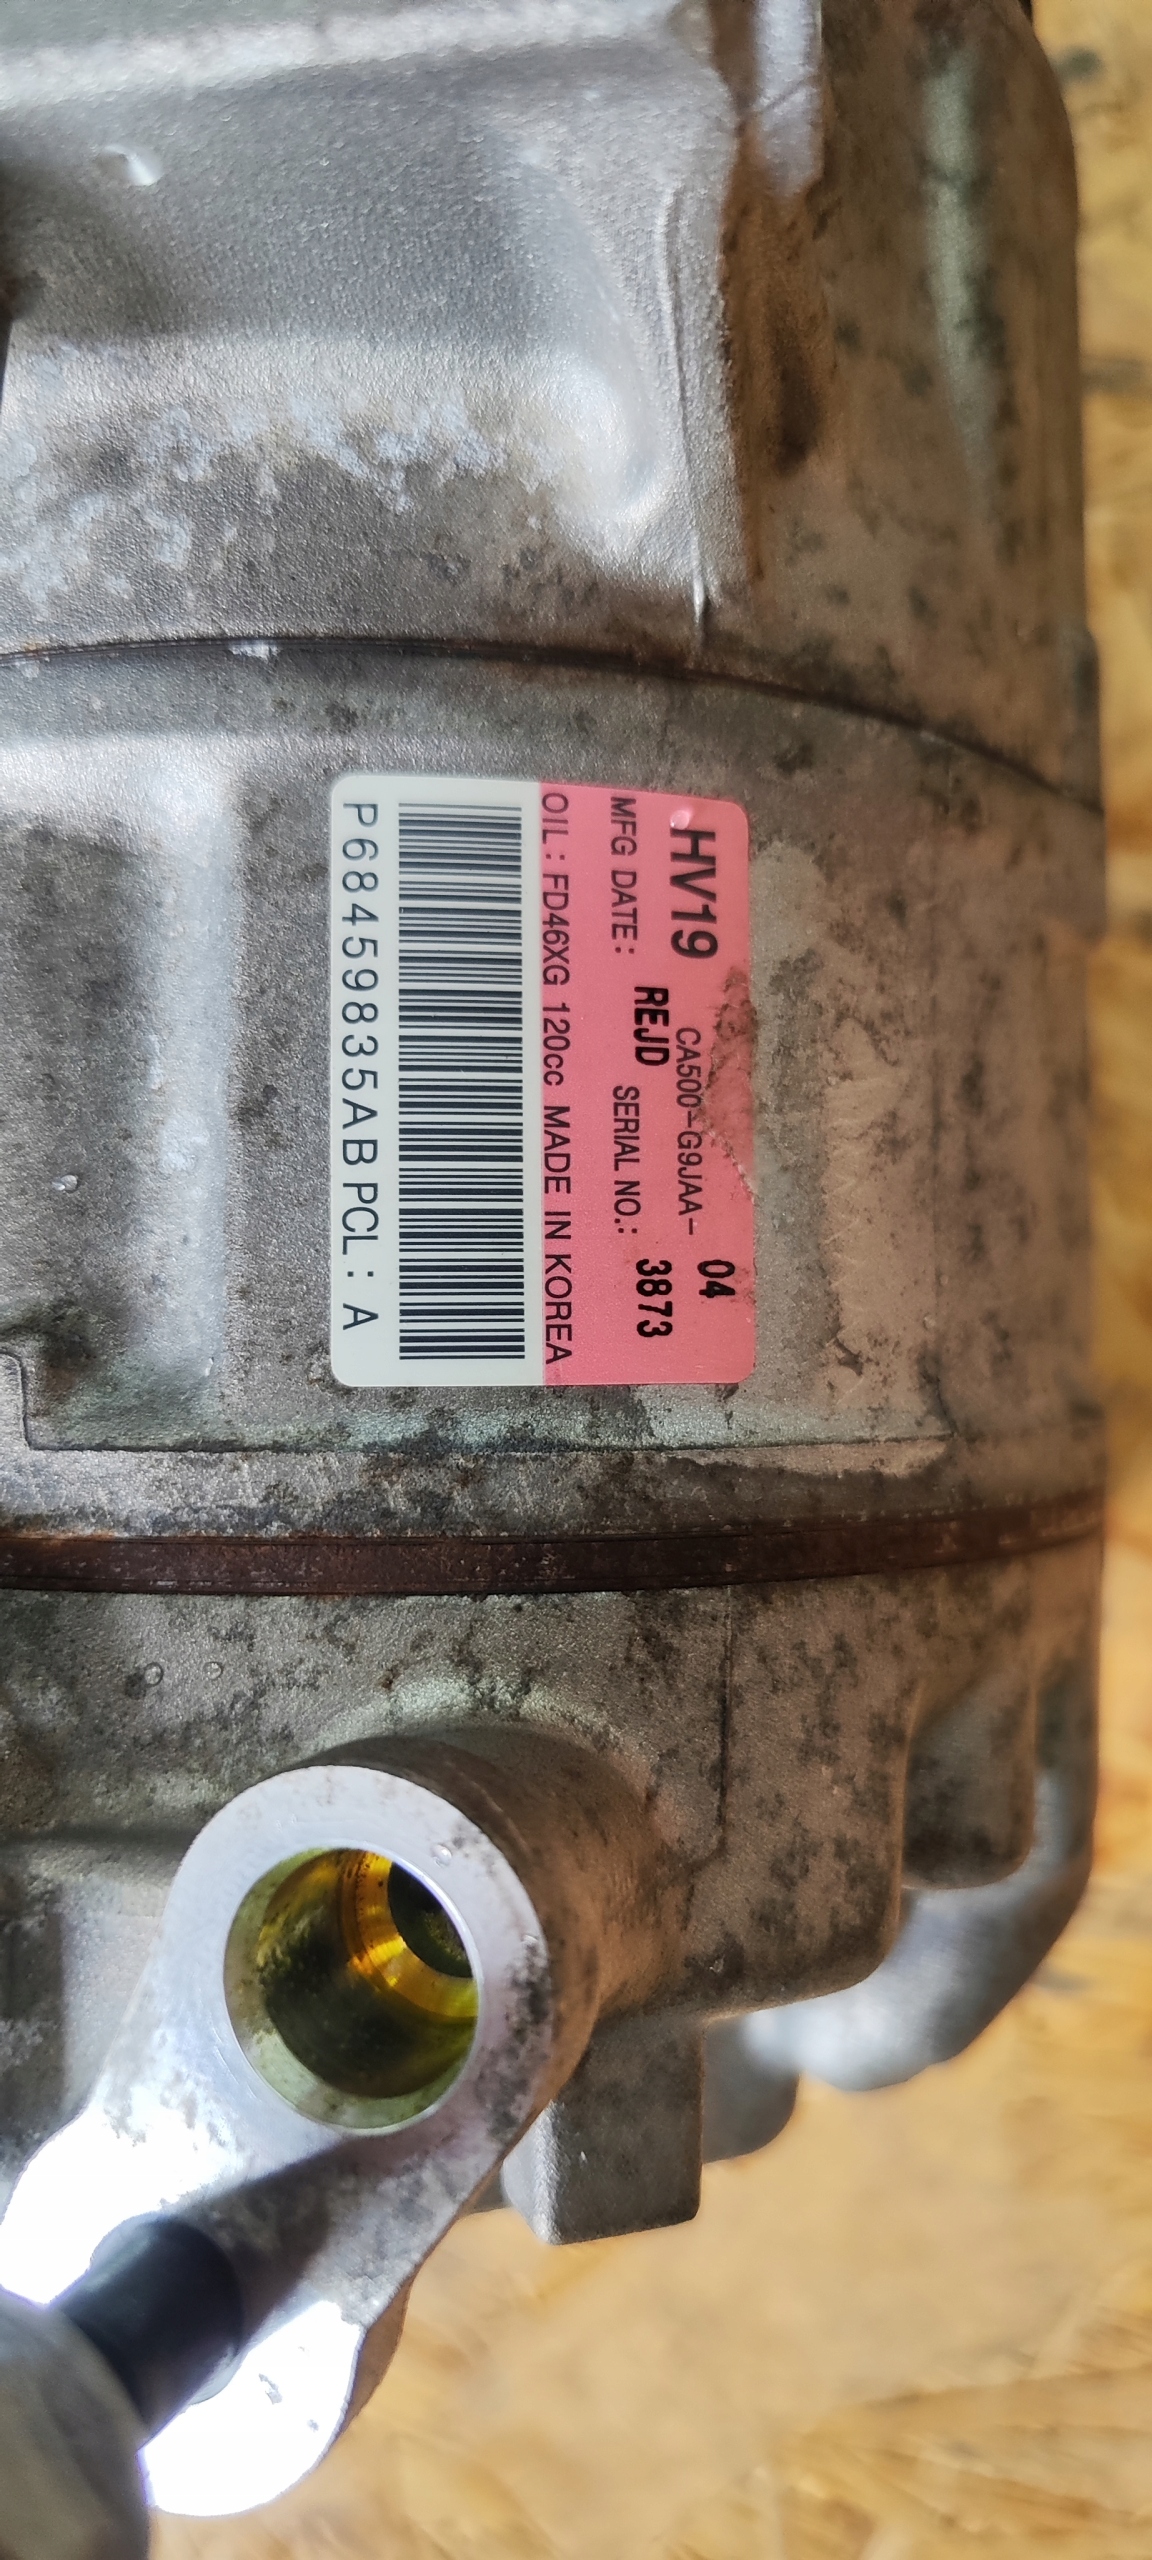 HV19 CA500-G9JAA- 04
MFG DATE: REJD SERIAL NO.: 3873
OIL: FD46XG 120cc MADE IN KOREA
P68459835AB PCL: A